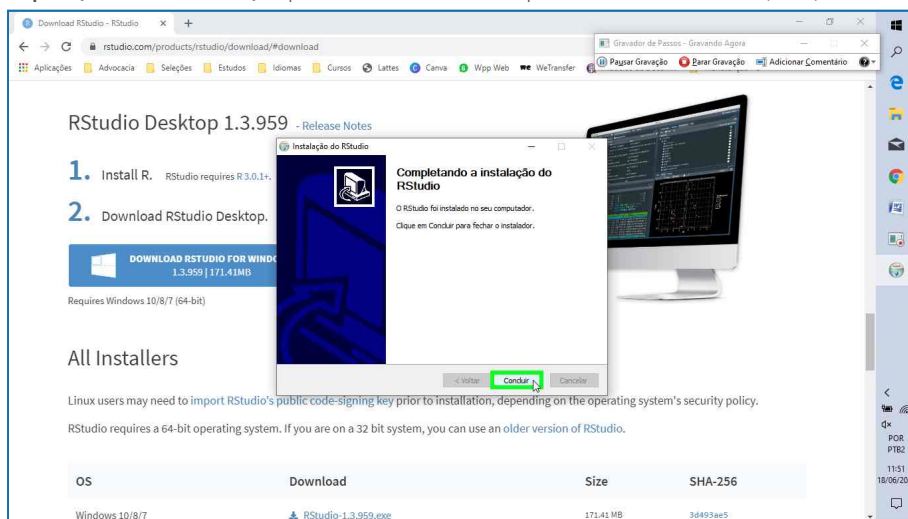 Download RStudio - RStudio
rstudio.com/products/rstudio/download/#download
Gravador de Passos - Gravando Agora
Pausar Gravação Parar Gravação Adicionar Comentário
Aplicações Advocacia Seleções Estudos Idiomas Cursos Lattes Canva Wpp Web WeTransfer
RStudio Desktop 1.3.959 - Release Notes
1. Install R. RStudio requires R 3.0.1+.
2. Download RStudio Desktop.
DOWNLOAD RSTUDIO FOR WINDO
1.3.959 | 171.41MB
Requires Windows 10/8/7 (64-bit)
Instalação do RStudio
Completando a instalação do
RStudio
O RStudio foi instalado no seu computador.
Clique em Concluir para fechar o instalador.
< Voltar Concluir Cancelar
All Installers
Linux users may need to import RStudio's public code-signing key prior to installation, depending on the operating system's security policy.
RStudio requires a 64-bit operating system. If you are on a 32 bit system, you can use an older version of RStudio.
OS Download Size SHA-256
Windows 10/8/7 RStudio-1.3.959.exe 171.41 MB 3d493ae5
POR
PTB2
11:51
18/06/20